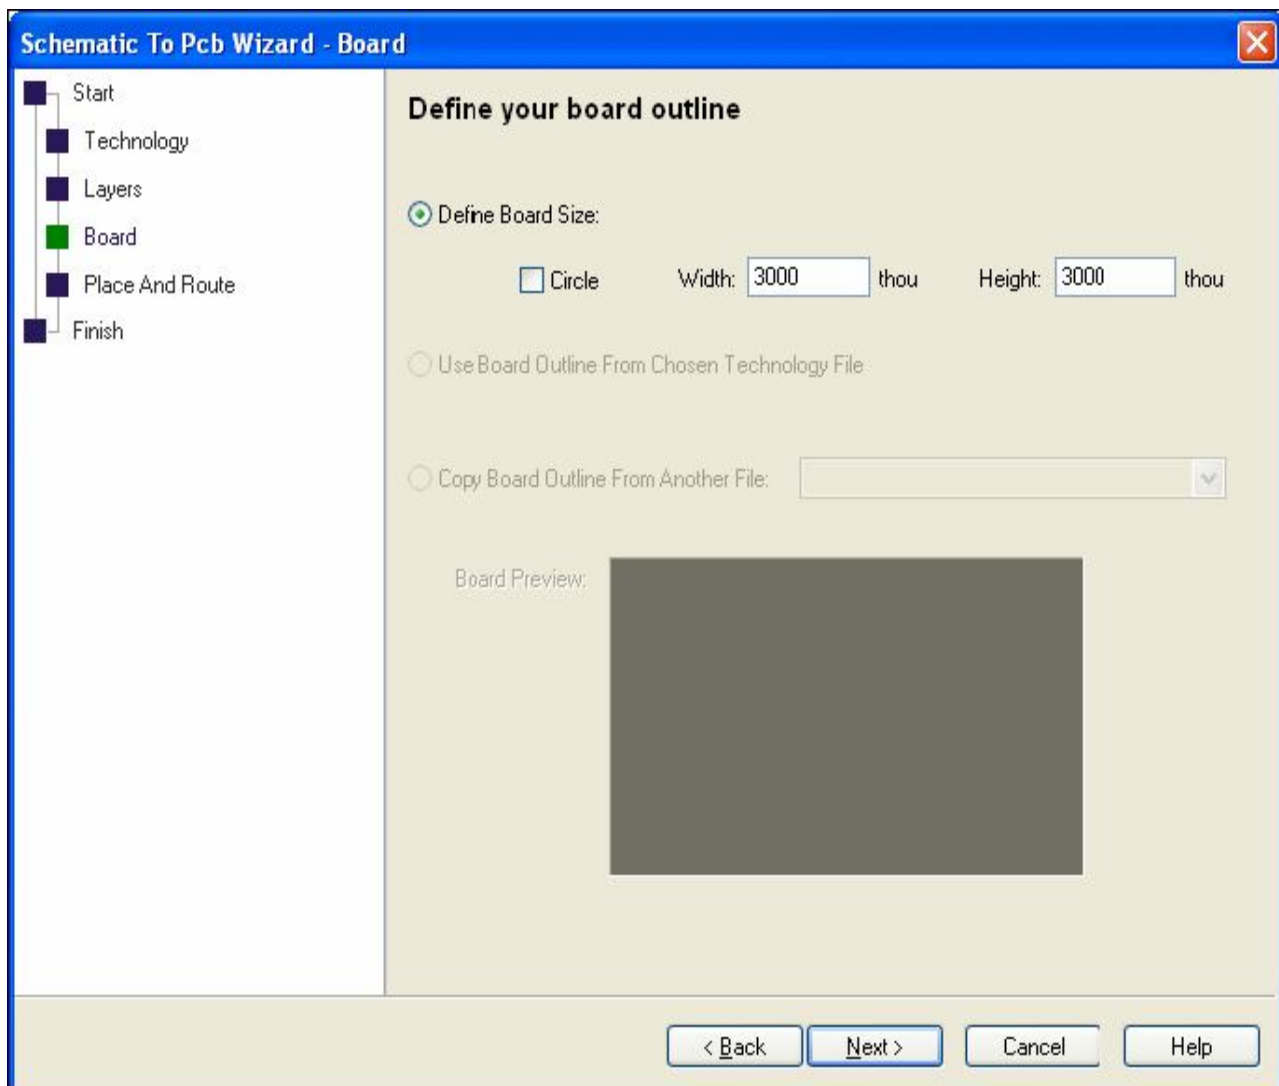 Schematic To Pcb Wizard - Board
Start
Technology
Layers
Board
Place And Route
Finish
Define your board outline
Define Board Size:
Circle Width: 3000 thou Height: 3000 thou
Use Board Outline From Chosen Technology File
Copy Board Outline From Another File:
Board Preview:
< Back Next > Cancel Help